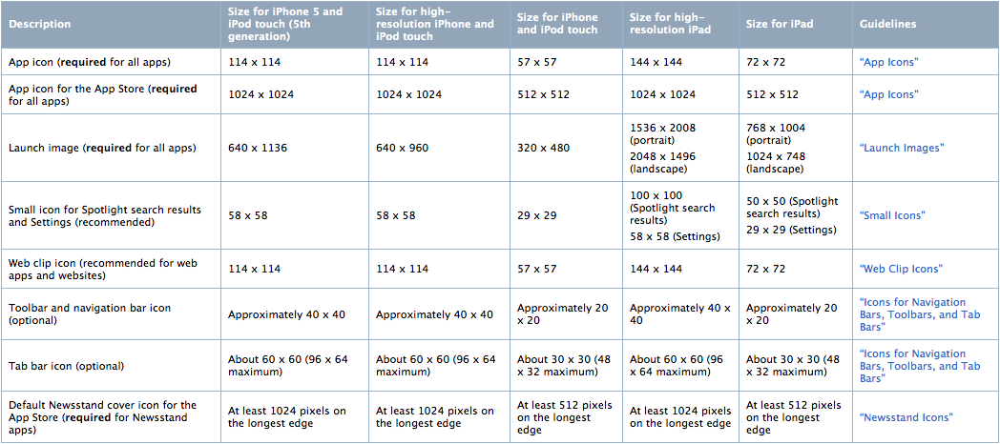 Description
Size for iPhone 5 and
iPod touch (5th
generation)
Size for high-
resolution iPhone and
iPod touch
Size for iPhone
and iPod touch
Size for high-
resolution iPad
Size for iPad
Guidelines
App icon (required for all apps)
114 x 114
114 x 114
57 x 57
144 x 144
72 x 72
“App Icons”
App icon for the App Store (required
for all apps)
1024 x 1024
1024 x 1024
512 x 512
1024 x 1024
512 x 512
“App Icons”
Launch image (required for all apps)
640 x 1136
640 x 960
320 x 480
1536 x 2008
(portrait)
2048 x 1496
(landscape)
768 x 1004
(portrait)
1024 x 748
(landscape)
“Launch Images”
Small icon for Spotlight search results
and Settings (recommended)
58 x 58
58 x 58
29 x 29
100 x 100
(Spotlight search
results)
58 x 58 (Settings)
50 x 50 (Spotlight
search results)
29 x 29 (Settings)
“Small Icons”
Web clip icon (recommended for web
apps and websites)
114 x 114
114 x 114
57 x 57
144 x 144
72 x 72
“Web Clip Icons”
Toolbar and navigation bar icon
(optional)
Approximately 40 x 40
Approximately 40 x 40
Approximately 20
x 20
Approximately 40 x
40
Approximately 20
x 20
“Icons for Navigation
Bars, Toolbars, and Tab
Bars”
Tab bar icon (optional)
About 60 x 60 (96 x 64
maximum)
About 60 x 60 (96 x 64
maximum)
About 30 x 30 (48
x 32 maximum)
About 60 x 60 (96
x 64 maximum)
About 30 x 30 (48
x 32 maximum)
“Icons for Navigation
Bars, Toolbars, and Tab
Bars”
Default Newsstand cover icon for the
App Store (required for Newsstand
apps)
At least 1024 pixels on
the longest edge
At least 1024 pixels on
the longest edge
At least 512 pixels
on the longest
edge
At least 1024 pixels
on the longest edge
At least 512 pixels
on the longest
edge
“Newsstand Icons”